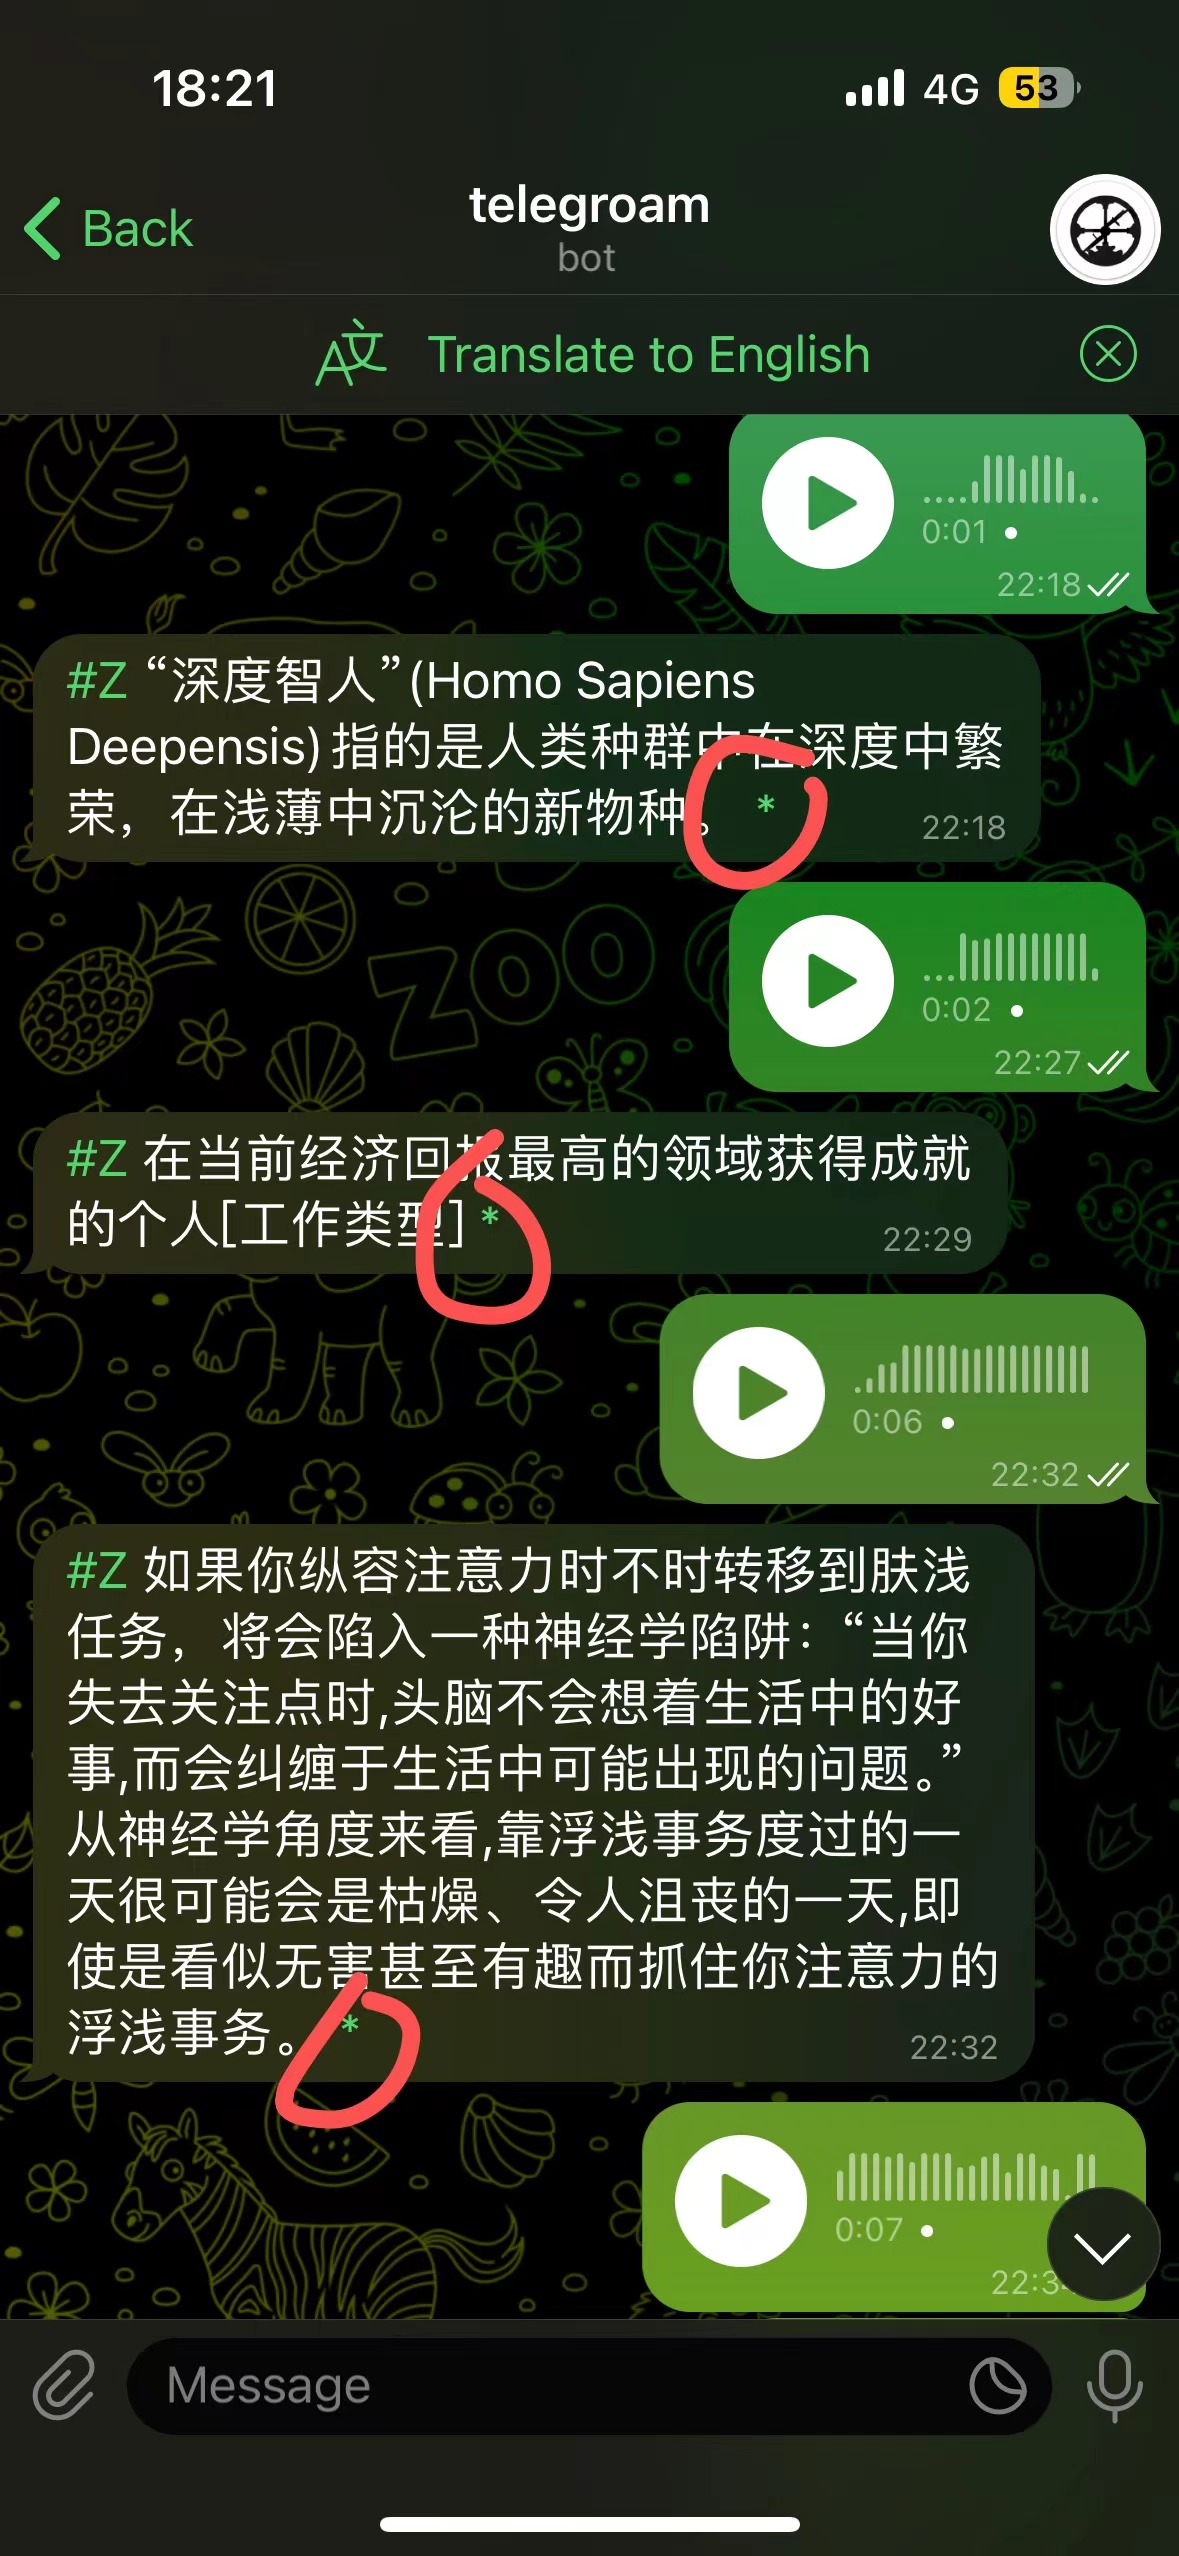 18:21
4G 53
Back
telegroam
bot
Translate to English
0:01
22:18
#Z “深度智人”(Homo Sapiens
Deepensis)指的是人类种群中在深度中繁
荣，在浅薄中沉沦的新物种。 *
22:18
ZOO
0:02
22:27
#Z 在当前经济回报最高的领域获得成就
的个人[工作类型] *
22:29
0:06
22:32
#Z 如果你纵容注意力时不时转移到肤浅
任务，将会陷入一种神经学陷阱：“当你
失去关注点时,头脑不会想着生活中的好
事,而会纠缠于生活中可能出现的问题。”
从神经学角度来看,靠浮浅事务度过的一
天很可能会是枯燥、令人沮丧的一天,即
使是看似无害甚至有趣而抓住你注意力的
浮浅事务。 *
22:32
0:07
Message